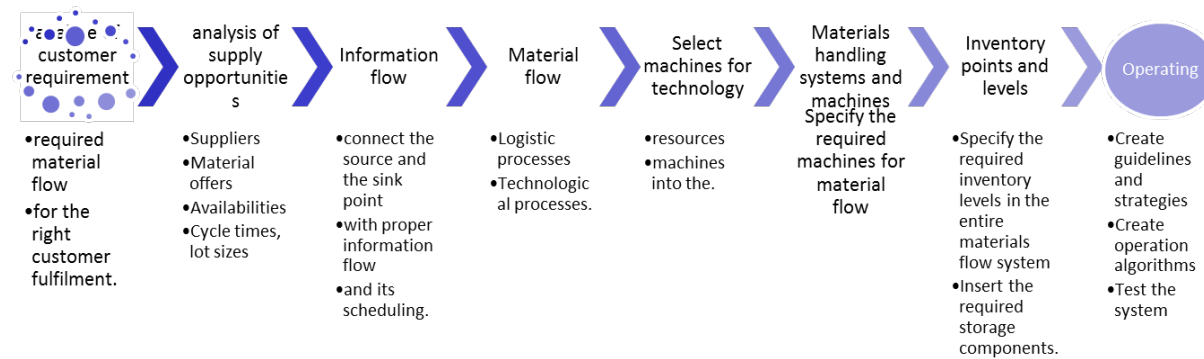 customer
requirement
•required
material
flow
•for the
right
customer
fulfilment.
analysis of
supply
opportunitie
s
•Suppliers
•Material
offers
•Availabilities
•Cycle times,
lot sizes
Information
flow
•connect the
source and
the sink
point
•with proper
information
flow
•and its
scheduling.
Material
flow
•Logistic
processes
•Technologic
al processes.
Select
machines for
technology
•resources
•machines
into the.
Materials
handling
systems and
machines
Specify the
required
machines for
material
flow
Inventory
points and
levels
•Specify the
required
inventory
levels in the
entire
materials
flow system
•Insert the
required
storage
components.
Operating
•Create
guidelines
and
strategies
•Create
operation
algorithms
•Test the
system